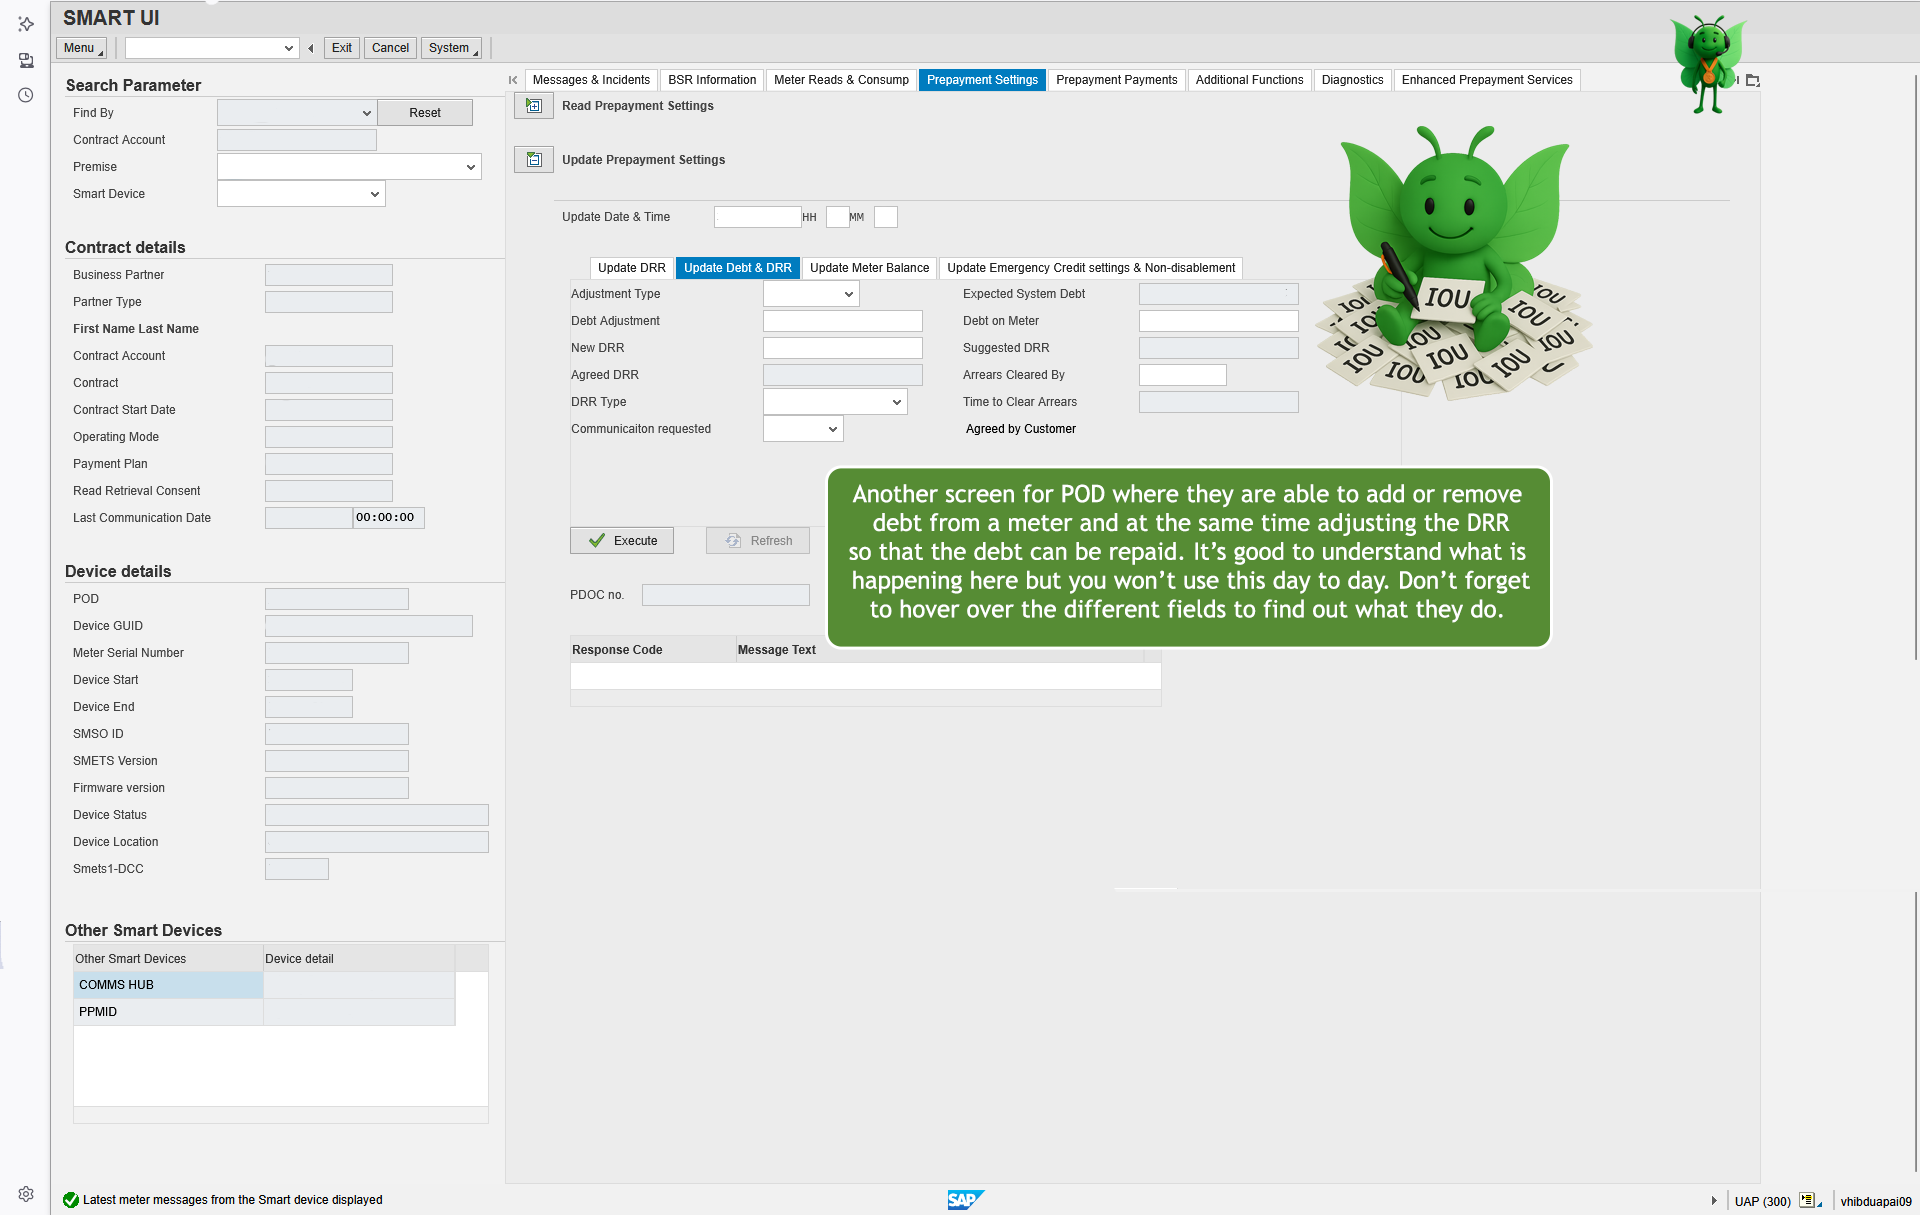 SMART UI
Menu
Exit
Cancel
System
Search Parameter
Find By
Reset
Contract Account
Premise
Smart Device
Contract details
Business Partner
Partner Type
First Name Last Name
Contract Account
Contract
Contract Start Date
Operating Mode
Payment Plan
Read Retrieval Consent
Last Communication Date 00:00:00
Device details
POD
Device GUID
Meter Serial Number
Device Start
Device End
SMSO ID
SMETS Version
Firmware version
Device Status
Device Location
Smets1-DCC
Other Smart Devices
Other Smart Devices Device detail
COMMS HUB
PPMID
Messages & Incidents BSR Information Meter Reads & Consump Prepayment Settings Prepayment Payments Additional Functions Diagnostics Enhanced Prepayment Services
Read Prepayment Settings
Update Prepayment Settings
Update Date & Time HH MM
Update DRR Update Debt & DRR Update Meter Balance Update Emergency Credit settings & Non-disablement
Adjustment Type Expected System Debt
Debt Adjustment Debt on Meter
New DRR Suggested DRR
Agreed DRR Arrears Cleared By
DRR Type Time to Clear Arrears
Communicaiton requested Agreed by Customer
IOU
IOU
IOU
IOU
IOU
IOU
IOU
IOU
IOU
IOU
Another screen for POD where they are able to add or remove
debt from a meter and at the same time adjusting the DRR
so that the debt can be repaid. It's good to understand what is
happening here but you won't use this day to day. Don't forget
to hover over the different fields to find out what they do.
Execute Refresh
PDOC no.
Response Code Message Text
Latest meter messages from the Smart device displayed
SAP
UAP (300)
vhibduapai09